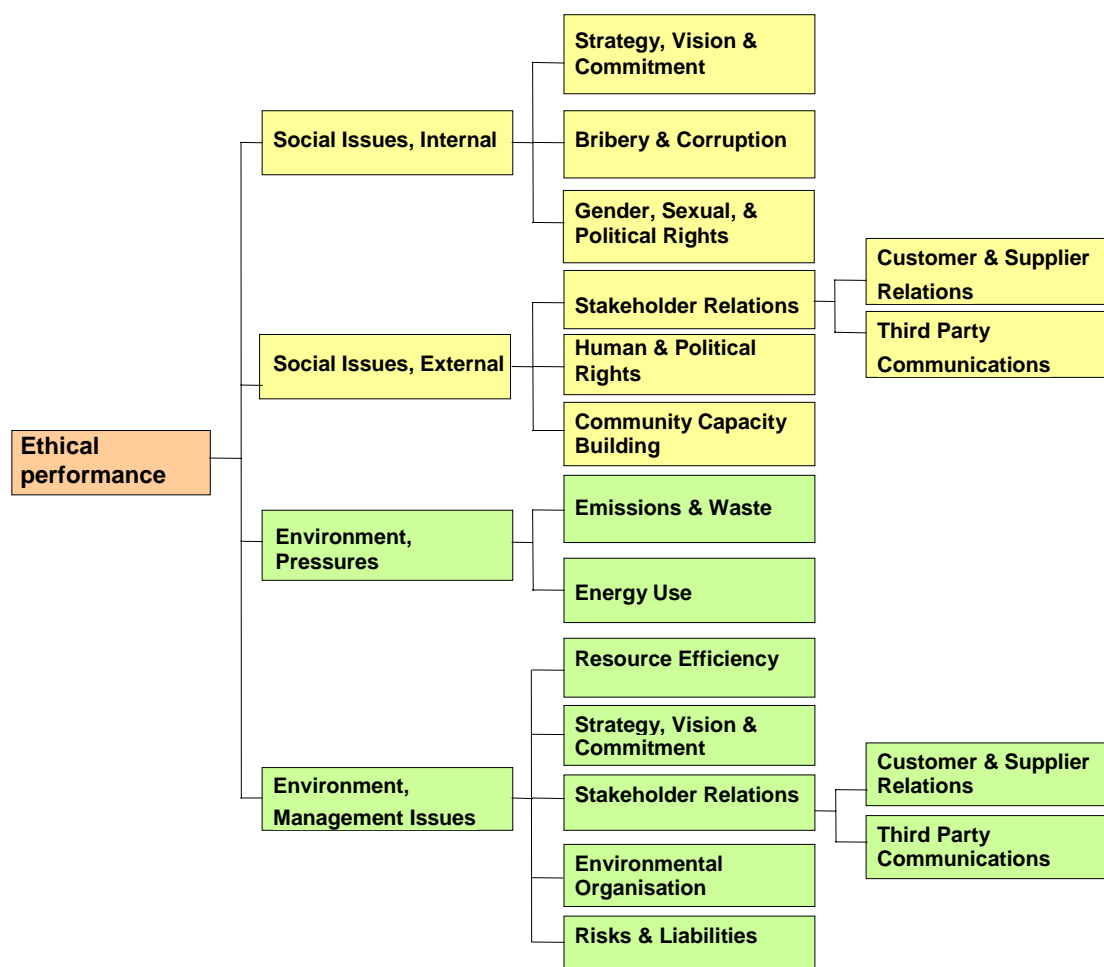 Ethical
performance
Social Issues, Internal
Strategy, Vision &
Commitment
Bribery & Corruption
Gender, Sexual, &
Political Rights
Social Issues, External
Stakeholder Relations
Customer & Supplier
Relations
Third Party
Communications
Human & Political
Rights
Community Capacity
Building
Environment,
Pressures
Emissions & Waste
Energy Use
Environment,
Management Issues
Resource Efficiency
Strategy, Vision &
Commitment
Stakeholder Relations
Customer & Supplier
Relations
Third Party
Communications
Environmental
Organisation
Risks & Liabilities